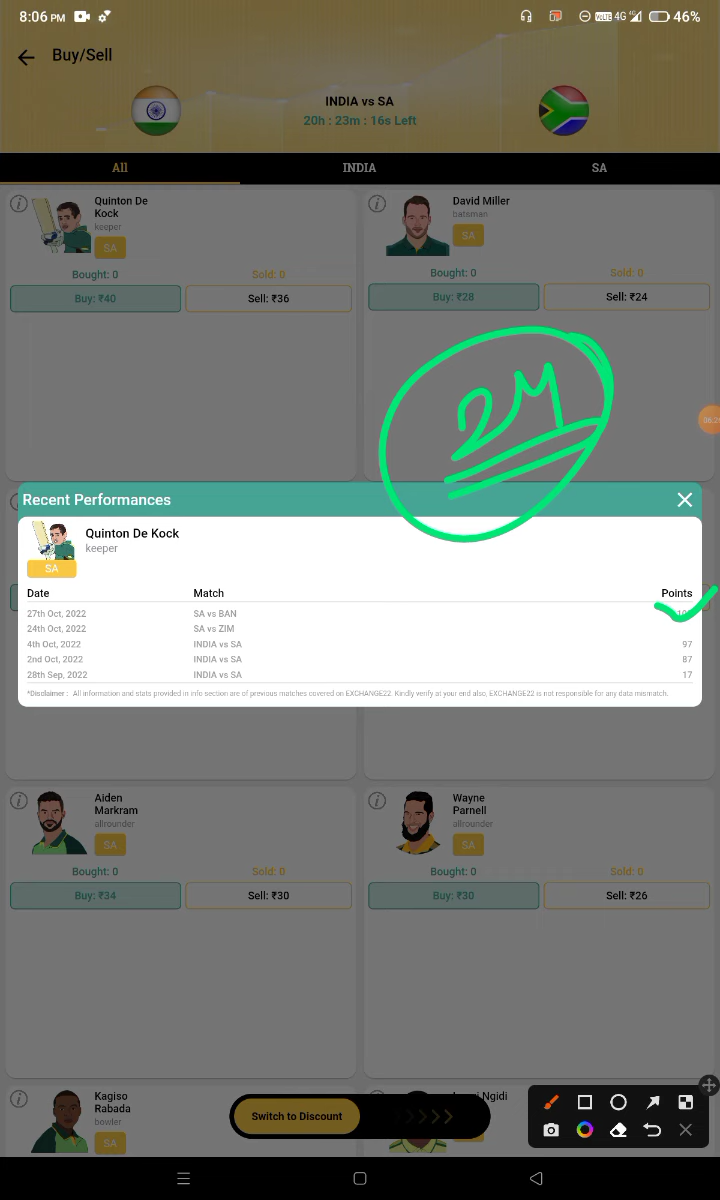 8:06 PM
4G 46%
Buy/Sell
INDIA vs SA
20h : 23m : 16s Left
All INDIA SA
Quinton De
Kock
keeper
SA
Bought: 0 Sold: 0
Buy: ₹40 Sell: ₹36
David Miller
batsman
SA
Bought: 0 Sold: 0
Buy: ₹28 Sell: ₹24
Recent Performances
Quinton De Kock
keeper
SA
Date Match Points
27th Oct, 2022 SA vs BAN
24th Oct, 2022 SA vs ZIM
4th Oct, 2022 INDIA vs SA 97
2nd Oct, 2022 INDIA vs SA 87
28th Sep, 2022 INDIA vs SA 17
*Disclaimer : All information and stats provided in info section are of previous matches covered on EXCHANGE22. Kindly verify at your end also, EXCHANGE22 is not responsible for any data mismatch.
Aiden
Markram
allrounder
SA
Bought: 0 Sold: 0
Buy: ₹34 Sell: ₹30
Wayne
Parnell
allrounder
SA
Bought: 0 Sold: 0
Buy: ₹30 Sell: ₹26
Kagiso
Rabada
bowler
SA
Ngidi
Switch to Discount